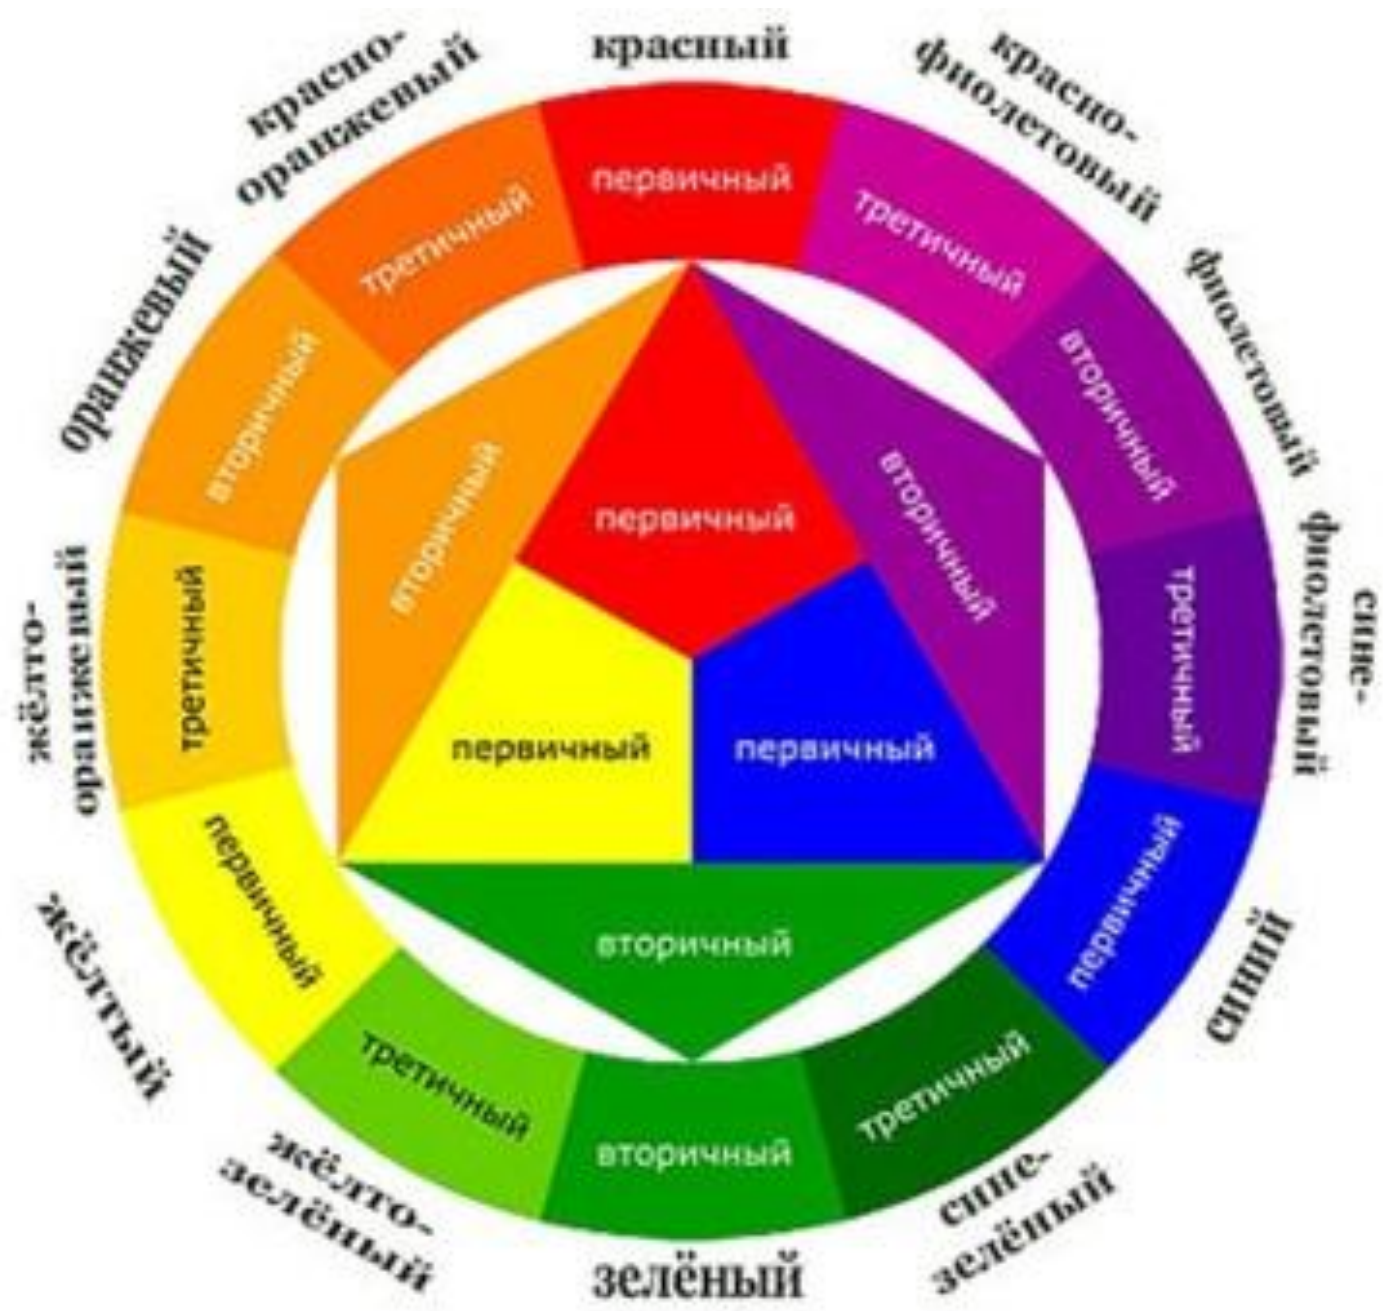 красный
красно-
фиолетовый
фиолетовый
сине-
фиолетовый
синий
сине-
зелёный
зелёный
жёлто-
зелёный
жёлтый
жёлто-
оранжевый
оранжевый
красно-
оранжевый
первичный
третичный
вторичный
третичный
первичный
третичный
вторичный
третичный
первичный
третичный
вторичный
третичный
первичный
вторичный
вторичный
первичный
первичный
вторичный